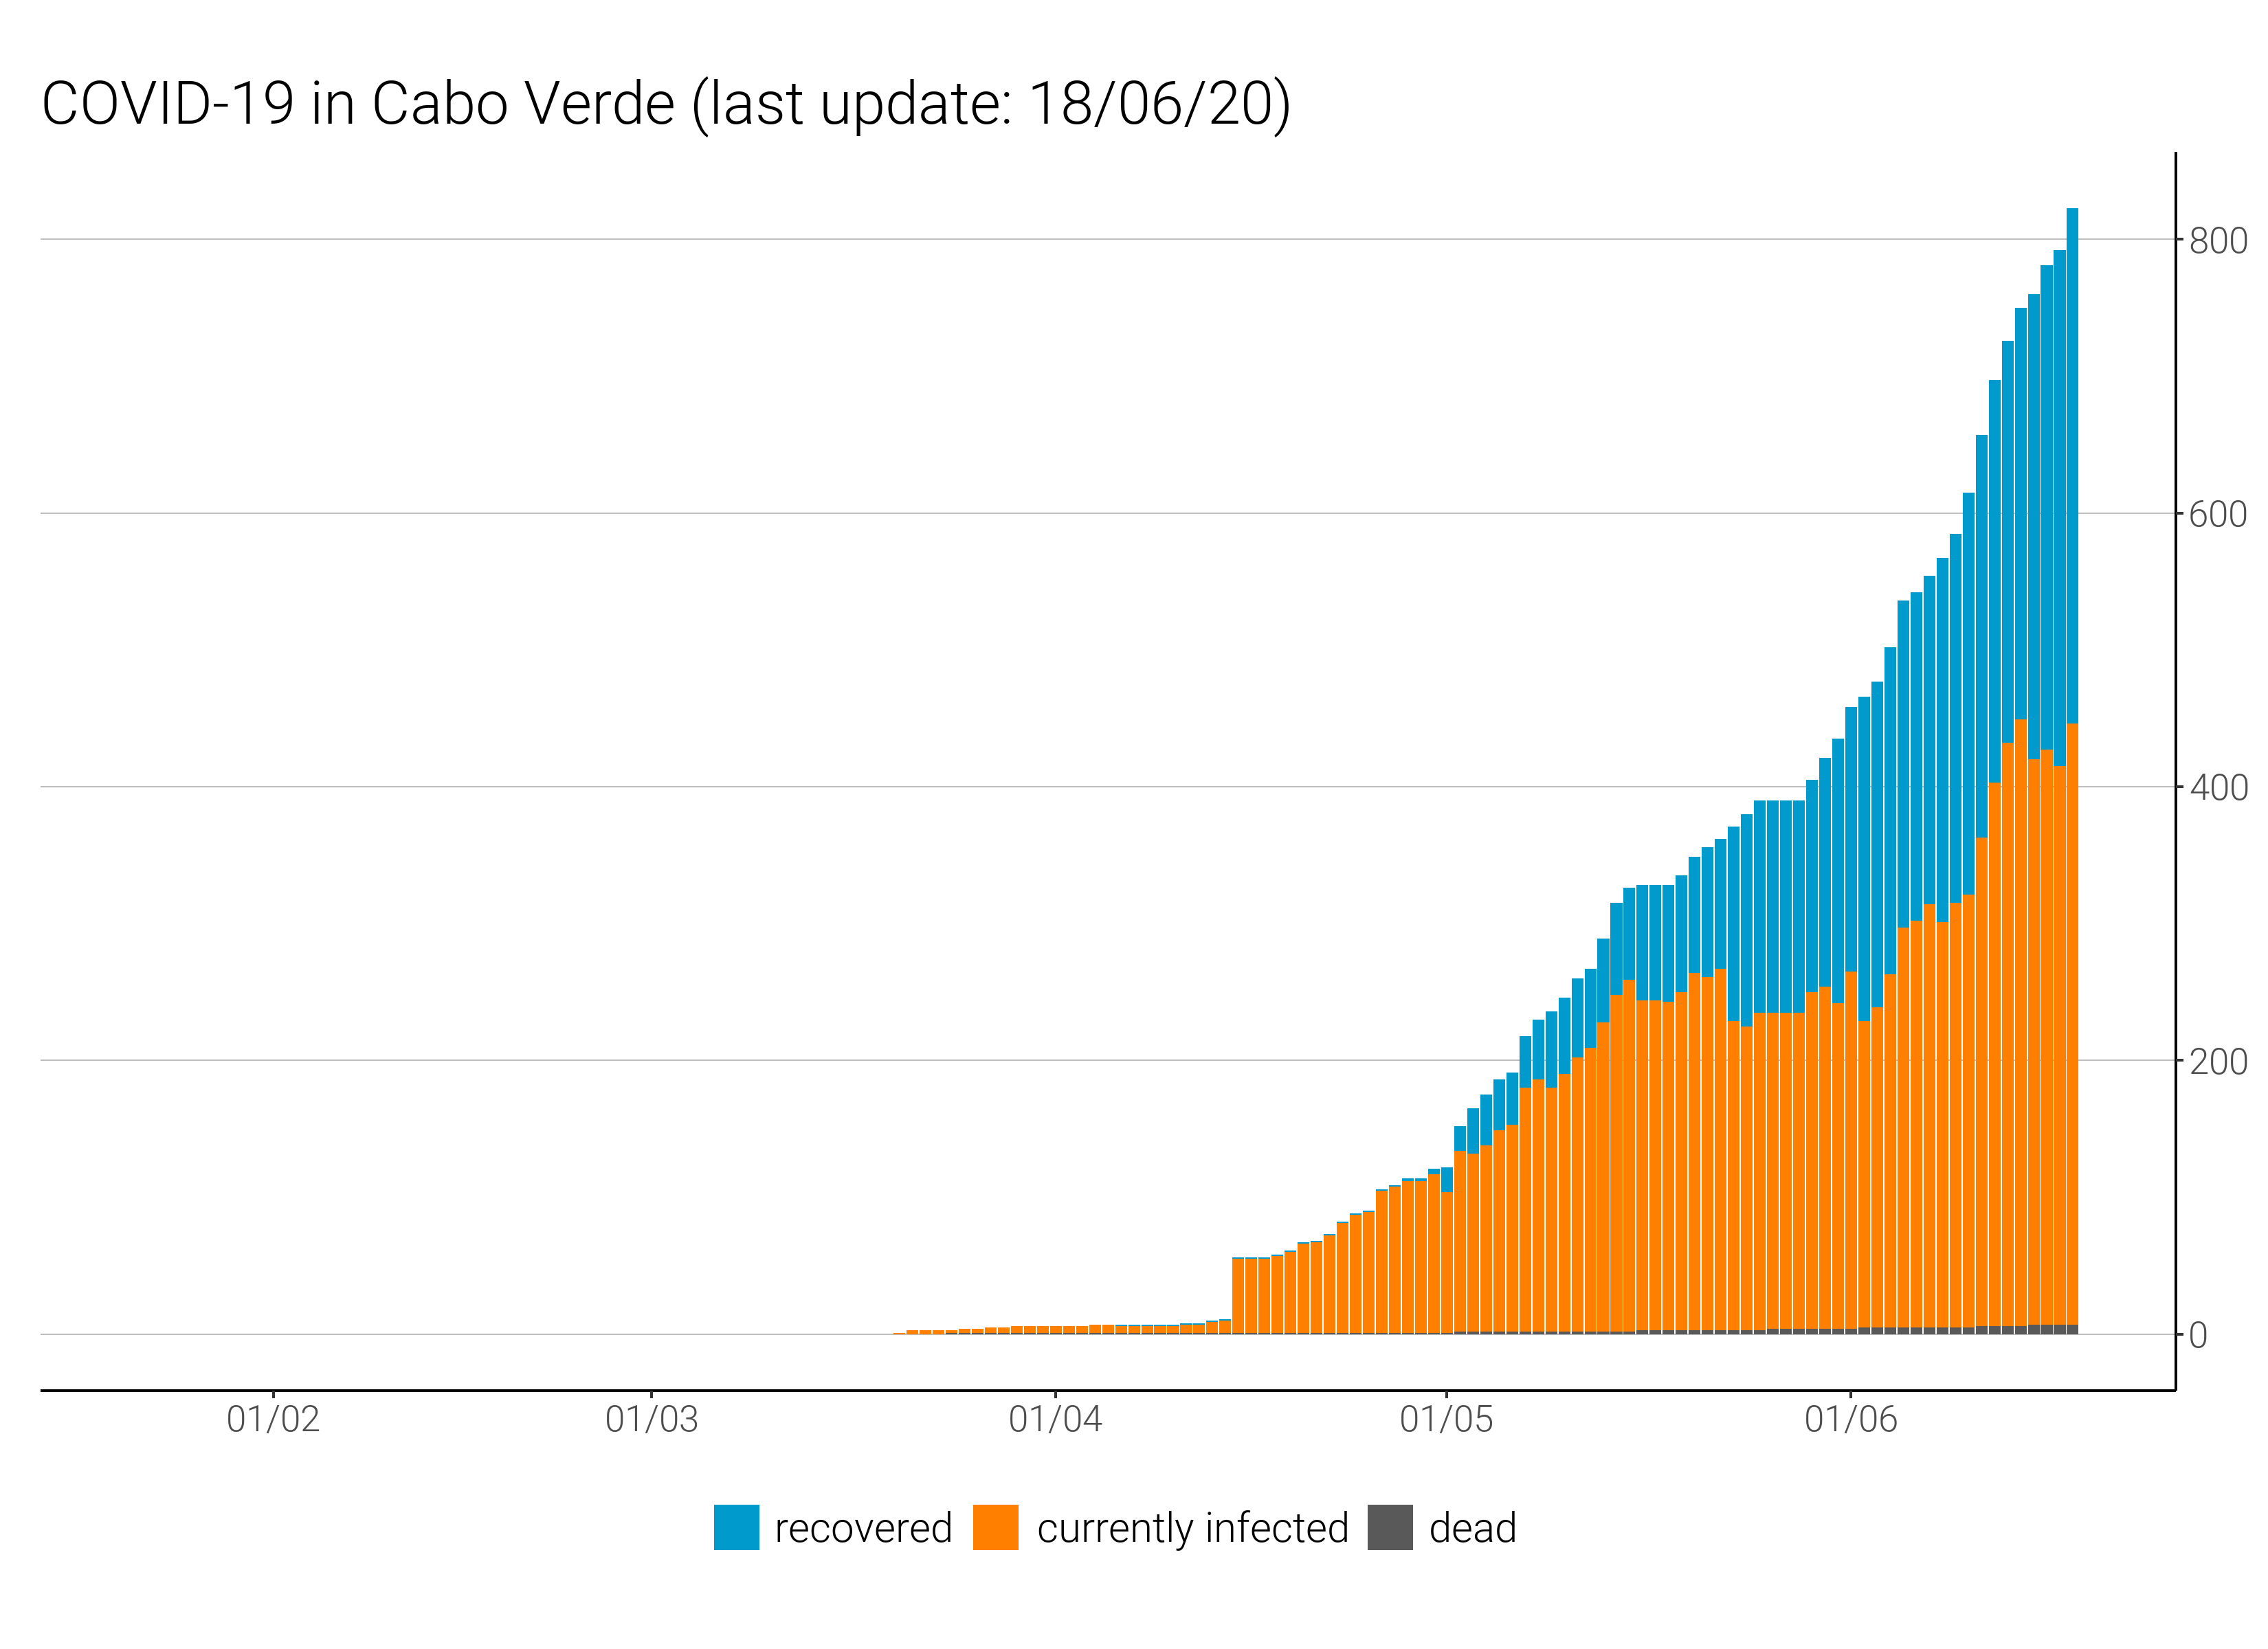 COVID-19 in Cabo Verde (last update: 18/06/20)
800
600
400
200
0
01/02 01/03 01/04 01/05 01/06
recovered currently infected dead